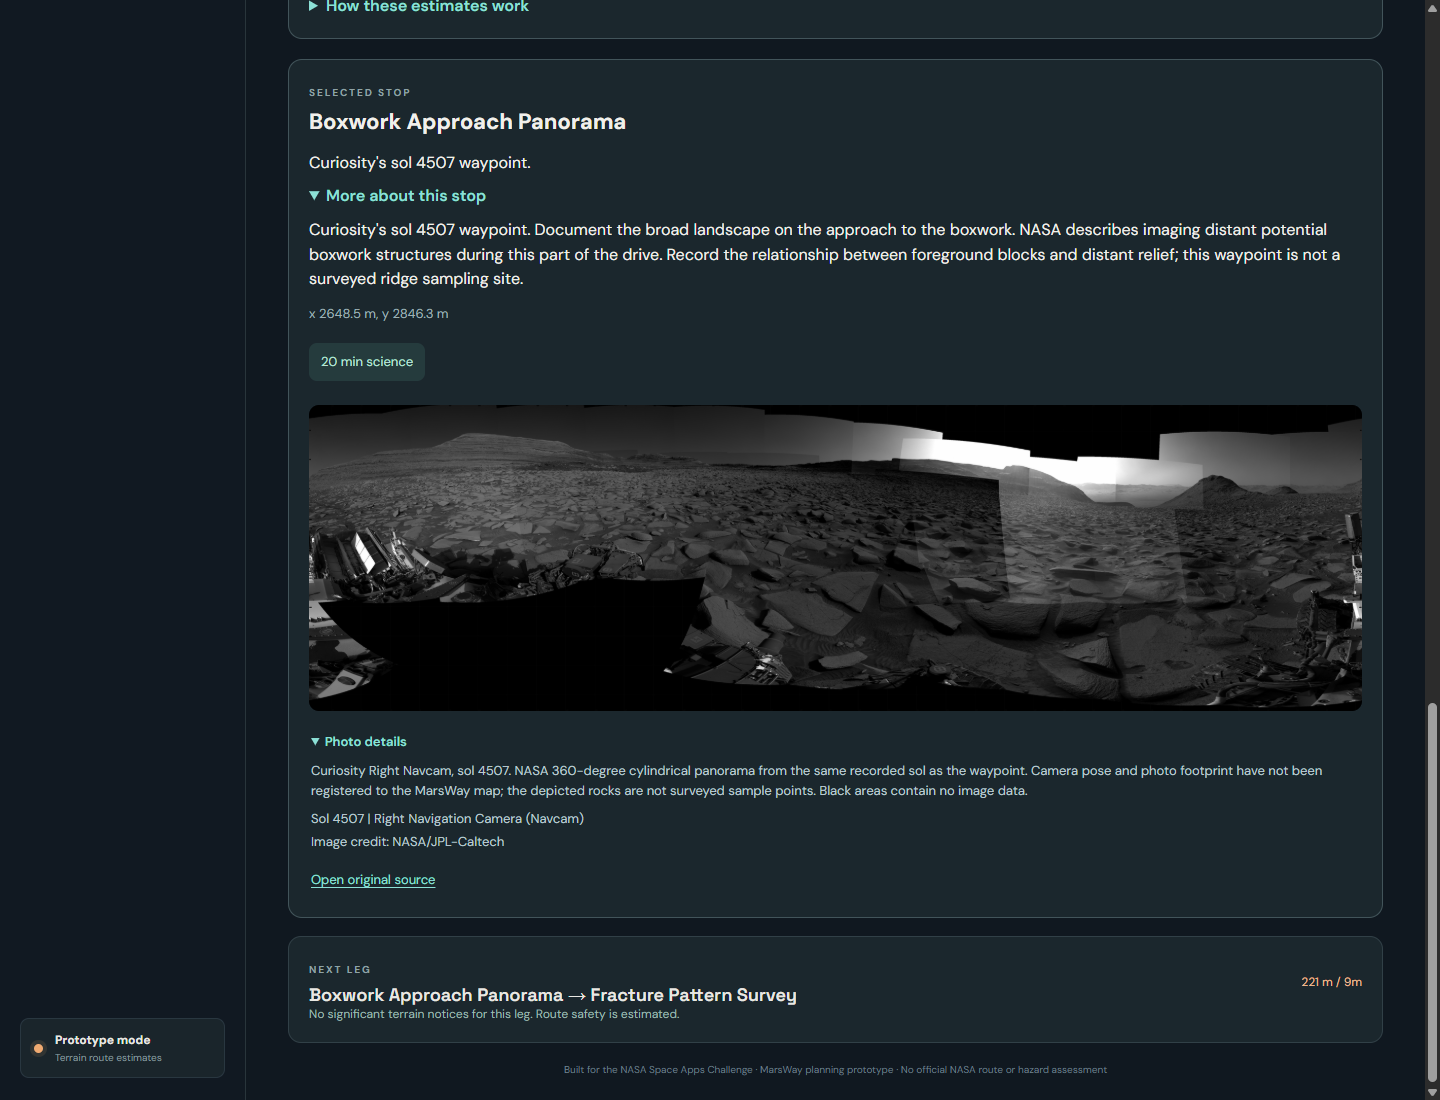 How these estimates work
SELECTED STOP
Boxwork Approach Panorama
Curiosity's sol 4507 waypoint.
More about this stop
Curiosity's sol 4507 waypoint. Document the broad landscape on the approach to the boxwork. NASA describes imaging distant potential
boxwork structures during this part of the drive. Record the relationship between foreground blocks and distant relief; this waypoint is not a
surveyed ridge sampling site.
x 2648.5 m, y 2846.3 m
20 min science
Photo details
Curiosity Right Navcam, sol 4507. NASA 360-degree cylindrical panorama from the same recorded sol as the waypoint. Camera pose and photo footprint have not been
registered to the MarsWay map; the depicted rocks are not surveyed sample points. Black areas contain no image data.
Sol 4507 | Right Navigation Camera (Navcam)
Image credit: NASA/JPL-Caltech
Open original source
NEXT LEG
Boxwork Approach Panorama → Fracture Pattern Survey
221 m / 9m
No significant terrain notices for this leg. Route safety is estimated.
Prototype mode
Terrain route estimates
Built for the NASA Space Apps Challenge · MarsWay planning prototype · No official NASA route or hazard assessment